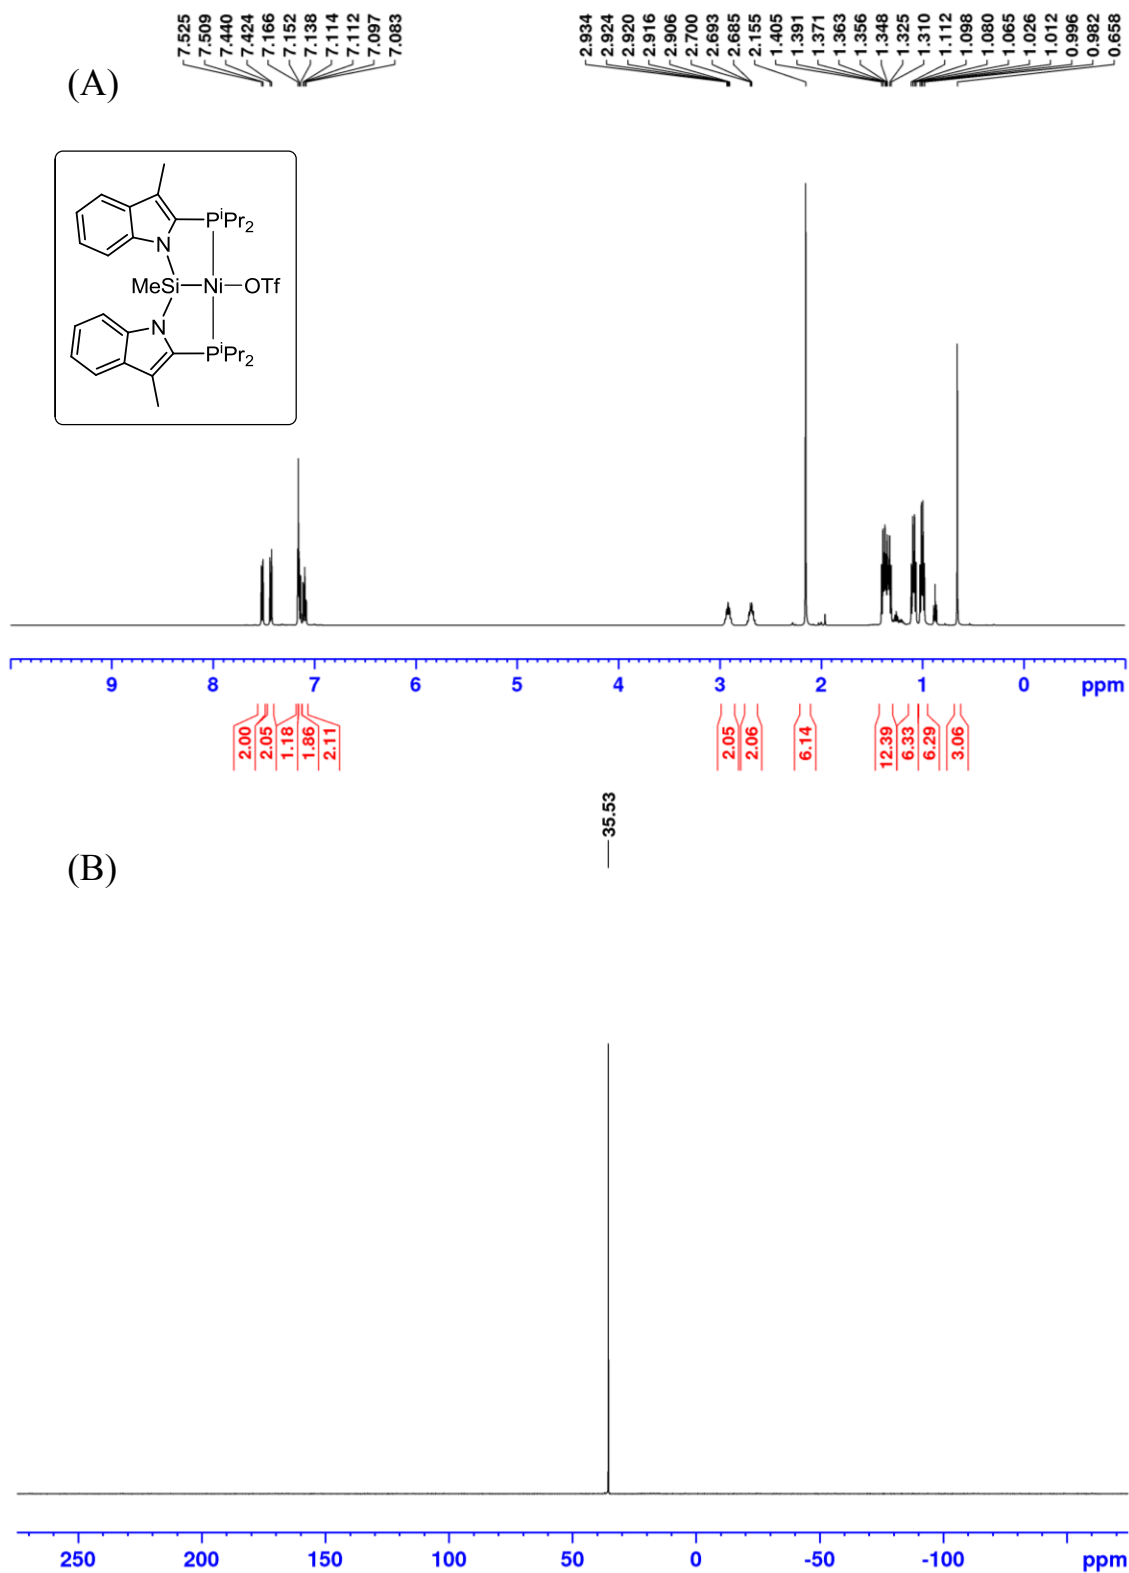 7.525 7.509 7.440 7.424 7.166 7.152 7.138 7.114 7.112 7.097 7.083 2.934 2.924 2.920 2.916 2.906 2.700 2.693 2.685 2.155 1.405 1.391 1.371 1.363 1.356 1.348 1.325 1.310 1.112 1.098 1.080 1.065 1.026 1.012 0.996 0.982 0.658
(A)
PiPr2
N
MeSi Ni OTf
N
PiPr2
9 8 7 6 5 4 3 2 1 0 ppm
2.00 2.05 1.18 1.86 2.11 2.05 2.06 6.14 12.39 6.33 6.29 3.06
35.53
(B)
250 200 150 100 50 0 -50 -100 ppm